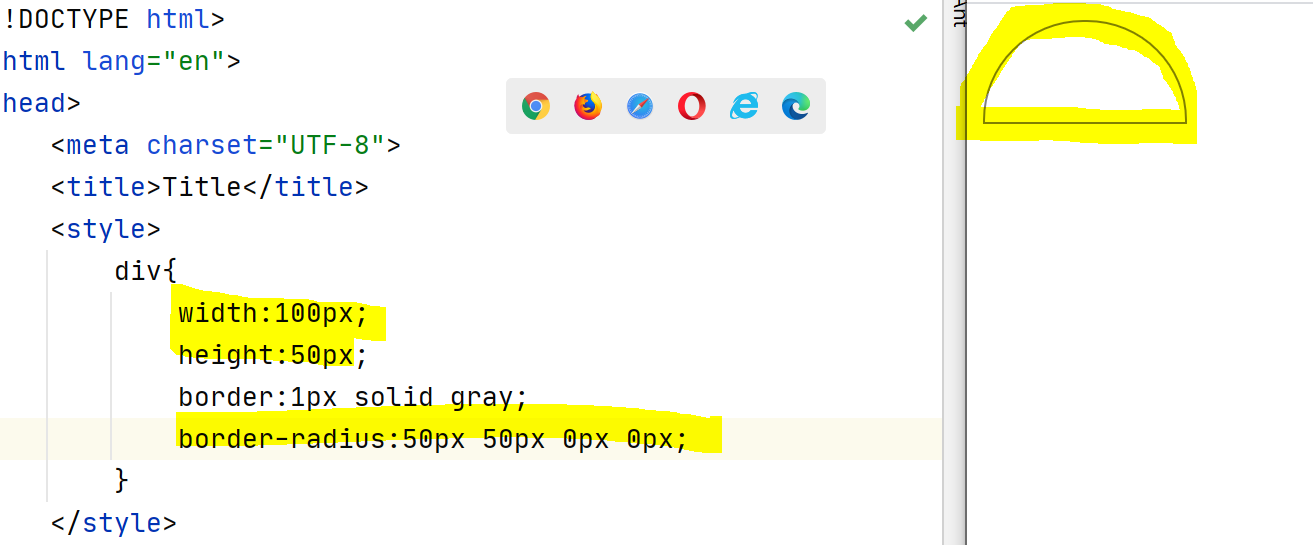 !DOCTYPE html>
html lang="en">
head>
<meta charset="UTF-8">
<title>Title</title>
<style>
div{
width:100px;
height:50px;
border:1px solid gray;
border-radius:50px 50px 0px 0px;
}
</style>
Ant